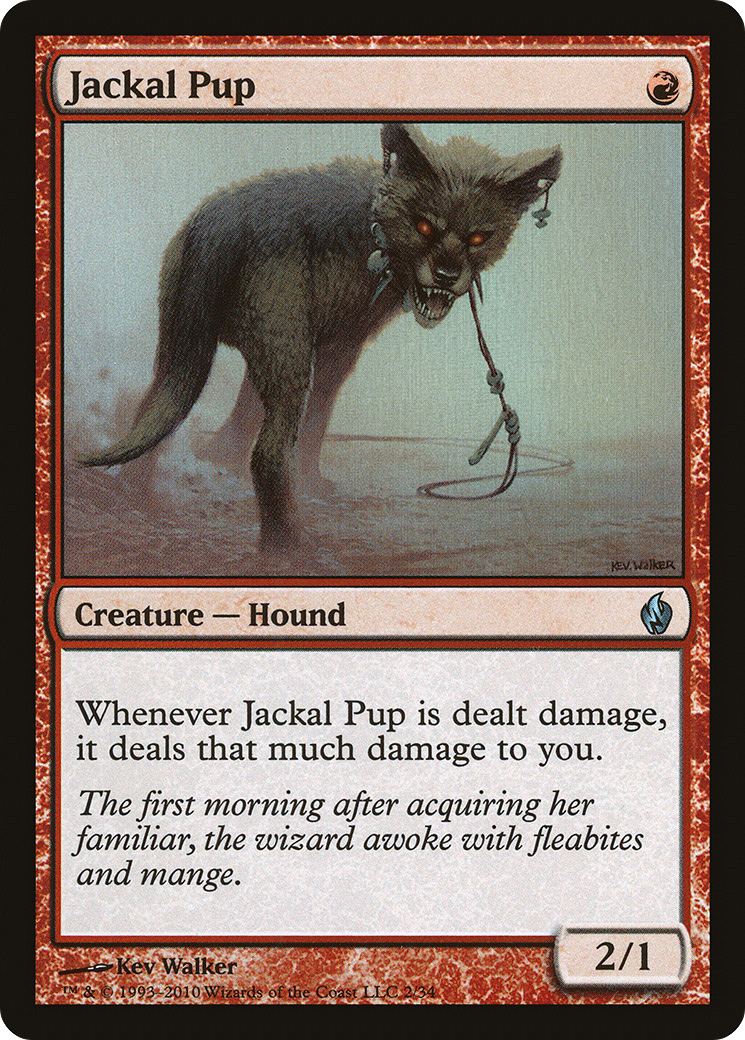 Jackal Pup
KEV. WALKER
Creature — Hound
Whenever Jackal Pup is dealt damage,
it deals that much damage to you.
The first morning after acquiring her
familiar, the wizard awoke with fleabites
and mange.
2/1
Kev Walker
™ & © 1993–2010 Wizards of the Coast LLC 2/34